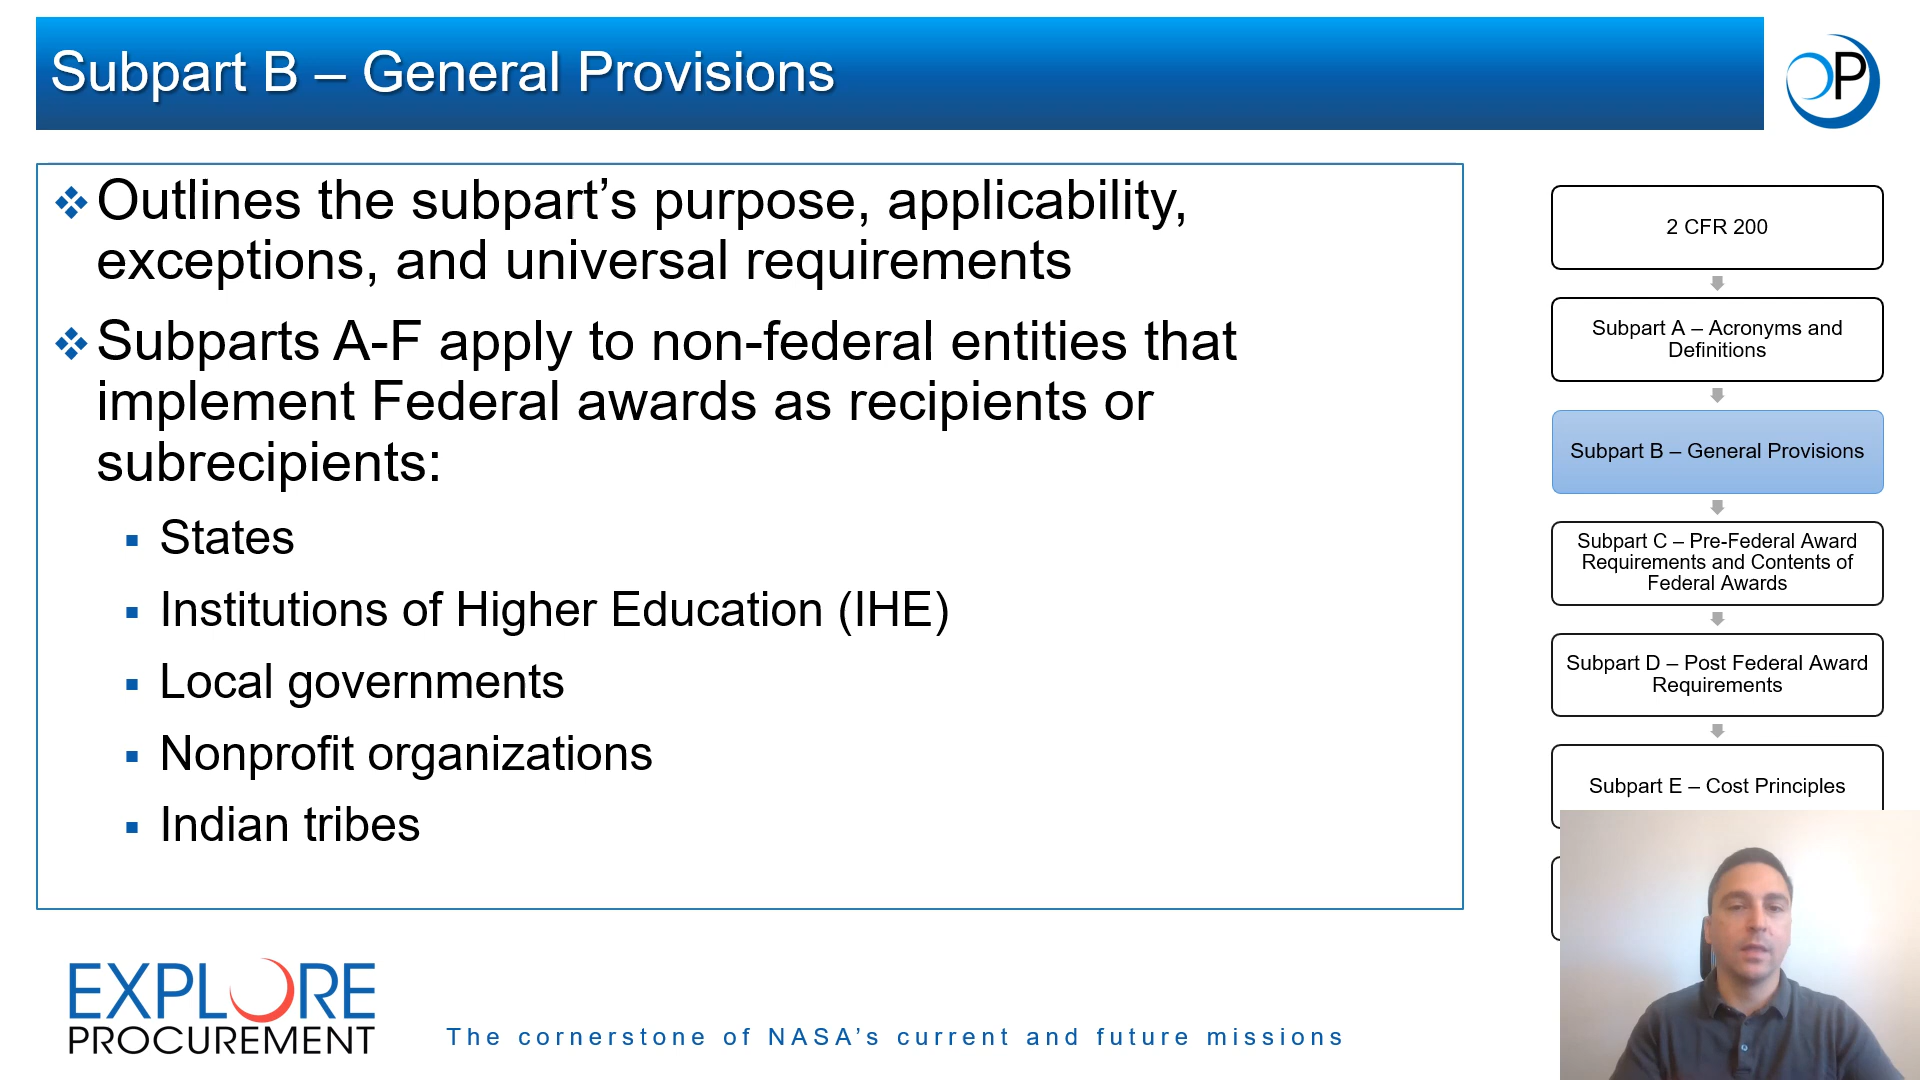 Subpart B – General Provisions
OP
❖ Outlines the subpart’s purpose, applicability,
exceptions, and universal requirements
❖ Subparts A-F apply to non-federal entities that
implement Federal awards as recipients or
subrecipients:
▪ States
▪ Institutions of Higher Education (IHE)
▪ Local governments
▪ Nonprofit organizations
▪ Indian tribes
2 CFR 200
Subpart A – Acronyms and
Definitions
Subpart B – General Provisions
Subpart C – Pre-Federal Award
Requirements and Contents of
Federal Awards
Subpart D – Post Federal Award
Requirements
Subpart E – Cost Principles
EXPLORE
PROCUREMENT
The cornerstone of NASA’s current and future missions